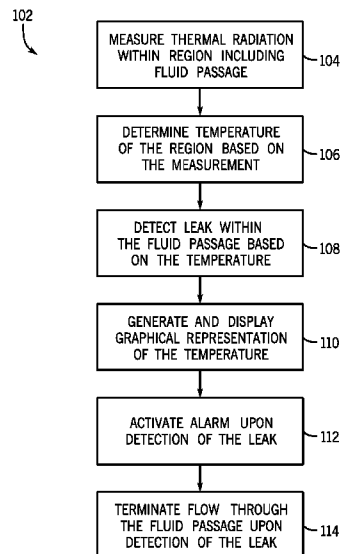 102
MEASURE THERMAL RADIATION
WITHIN REGION INCLUDING
FLUID PASSAGE
104
DETERMINE TEMPERATURE
OF THE REGION BASED ON
THE MEASUREMENT
106
DETECT LEAK WITHIN
THE FLUID PASSAGE BASED
ON THE TEMPERATURE
108
GENERATE AND DISPLAY
GRAPHICAL REPRESENTATION
OF THE TEMPERATURE
110
ACTIVATE ALARM UPON
DETECTION OF THE LEAK
112
TERMINATE FLOW THROUGH
THE FLUID PASSAGE UPON
DETECTION OF THE LEAK
114